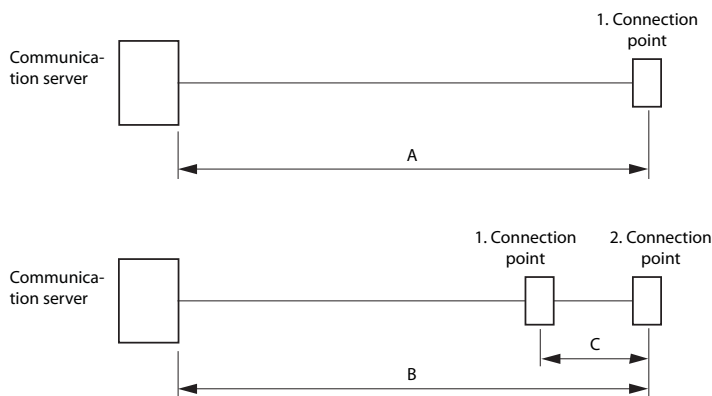 1. Connection
point
Communica-
tion server
A
1. Connection
point
2. Connection
point
Communica-
tion server
C
B